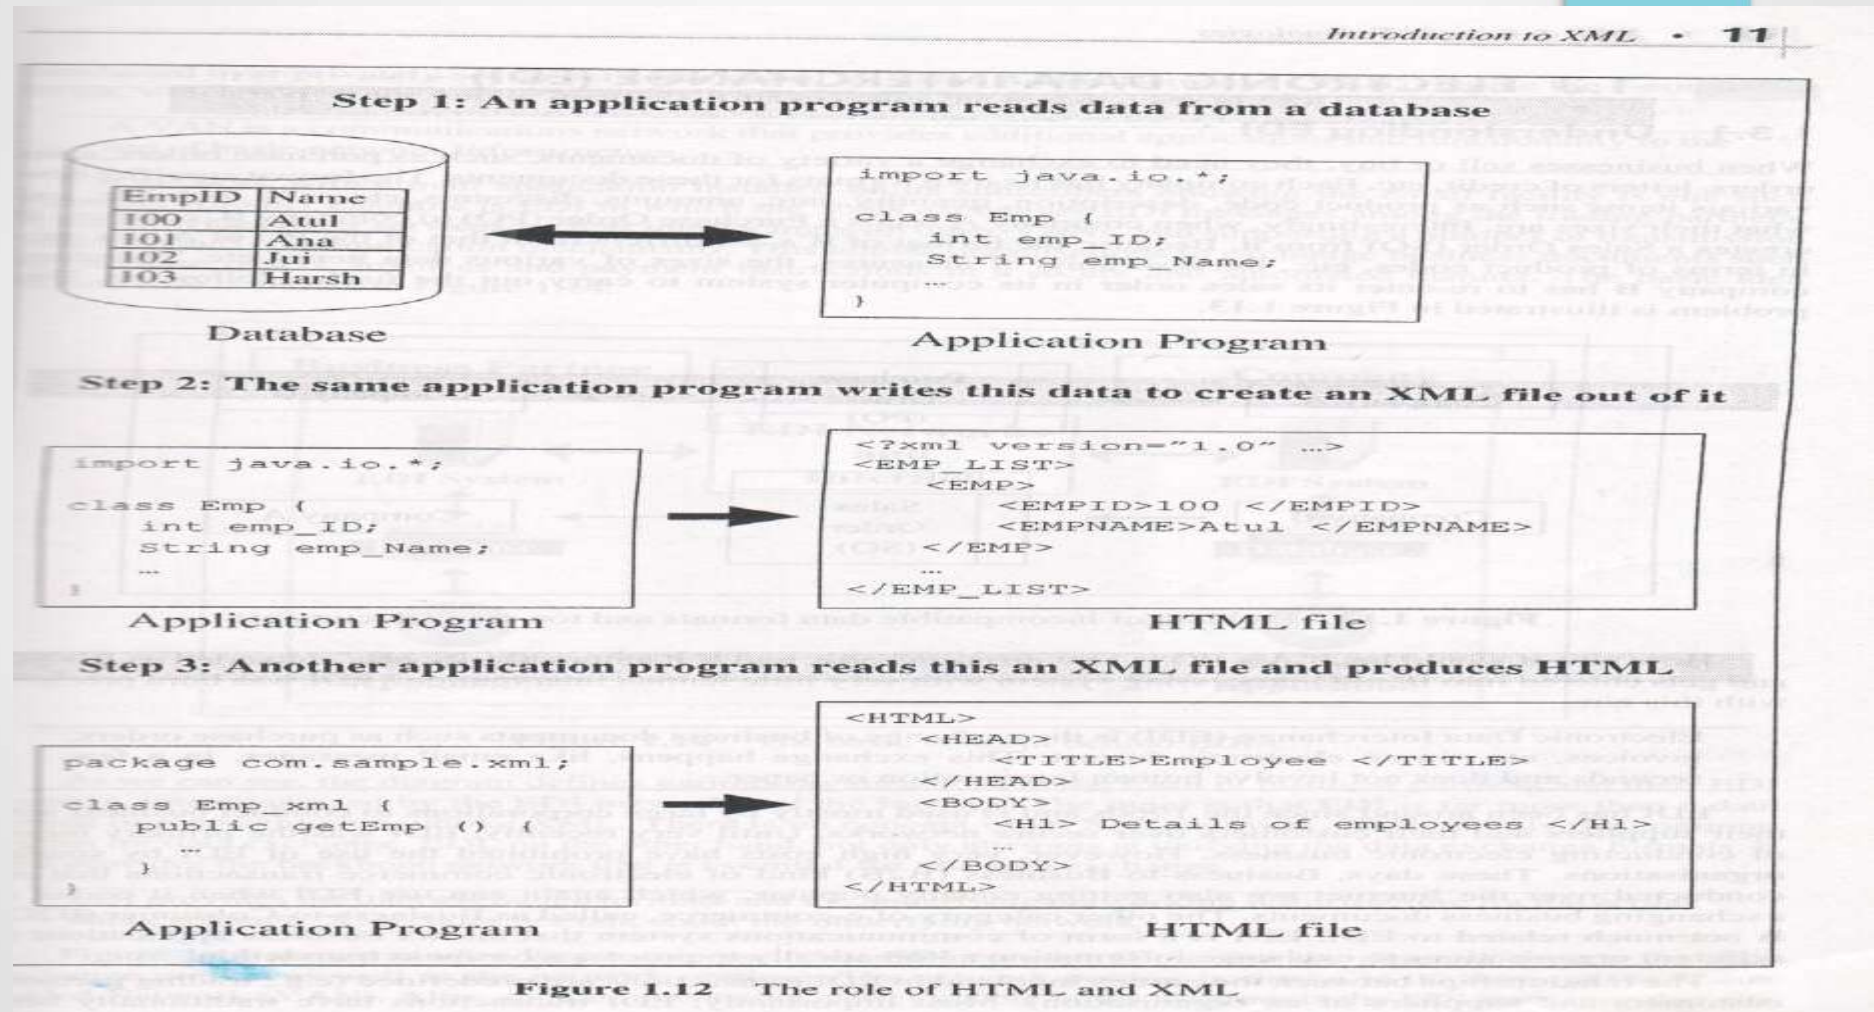 Introduction to XML • 11
Step 1: An application program reads data from a database
EmpID Name
100 Atul
101 Ana
102 Jui
103 Harsh
Database
import java.io.*;
class Emp {
int emp_ID;
String emp_Name;
...
}
Application Program
Step 2: The same application program writes this data to create an XML file out of it
import java.io.*;
class Emp {
int emp_ID;
String emp_Name;
...
}
Application Program
<?xml version="1.0" ...>
<EMP_LIST>
<EMP>
<EMPID>100 </EMPID>
<EMPNAME>Atul </EMPNAME>
</EMP>
...
</EMP_LIST>
HTML file
Step 3: Another application program reads this an XML file and produces HTML
package com.sample.xml;
class Emp_xml {
public getEmp () {
...
}
}
Application Program
<HTML>
<HEAD>
<TITLE>Employee </TITLE>
</HEAD>
<BODY>
<H1> Details of employees </H1>
...
</BODY>
</HTML>
HTML file
Figure 1.12 The role of HTML and XML